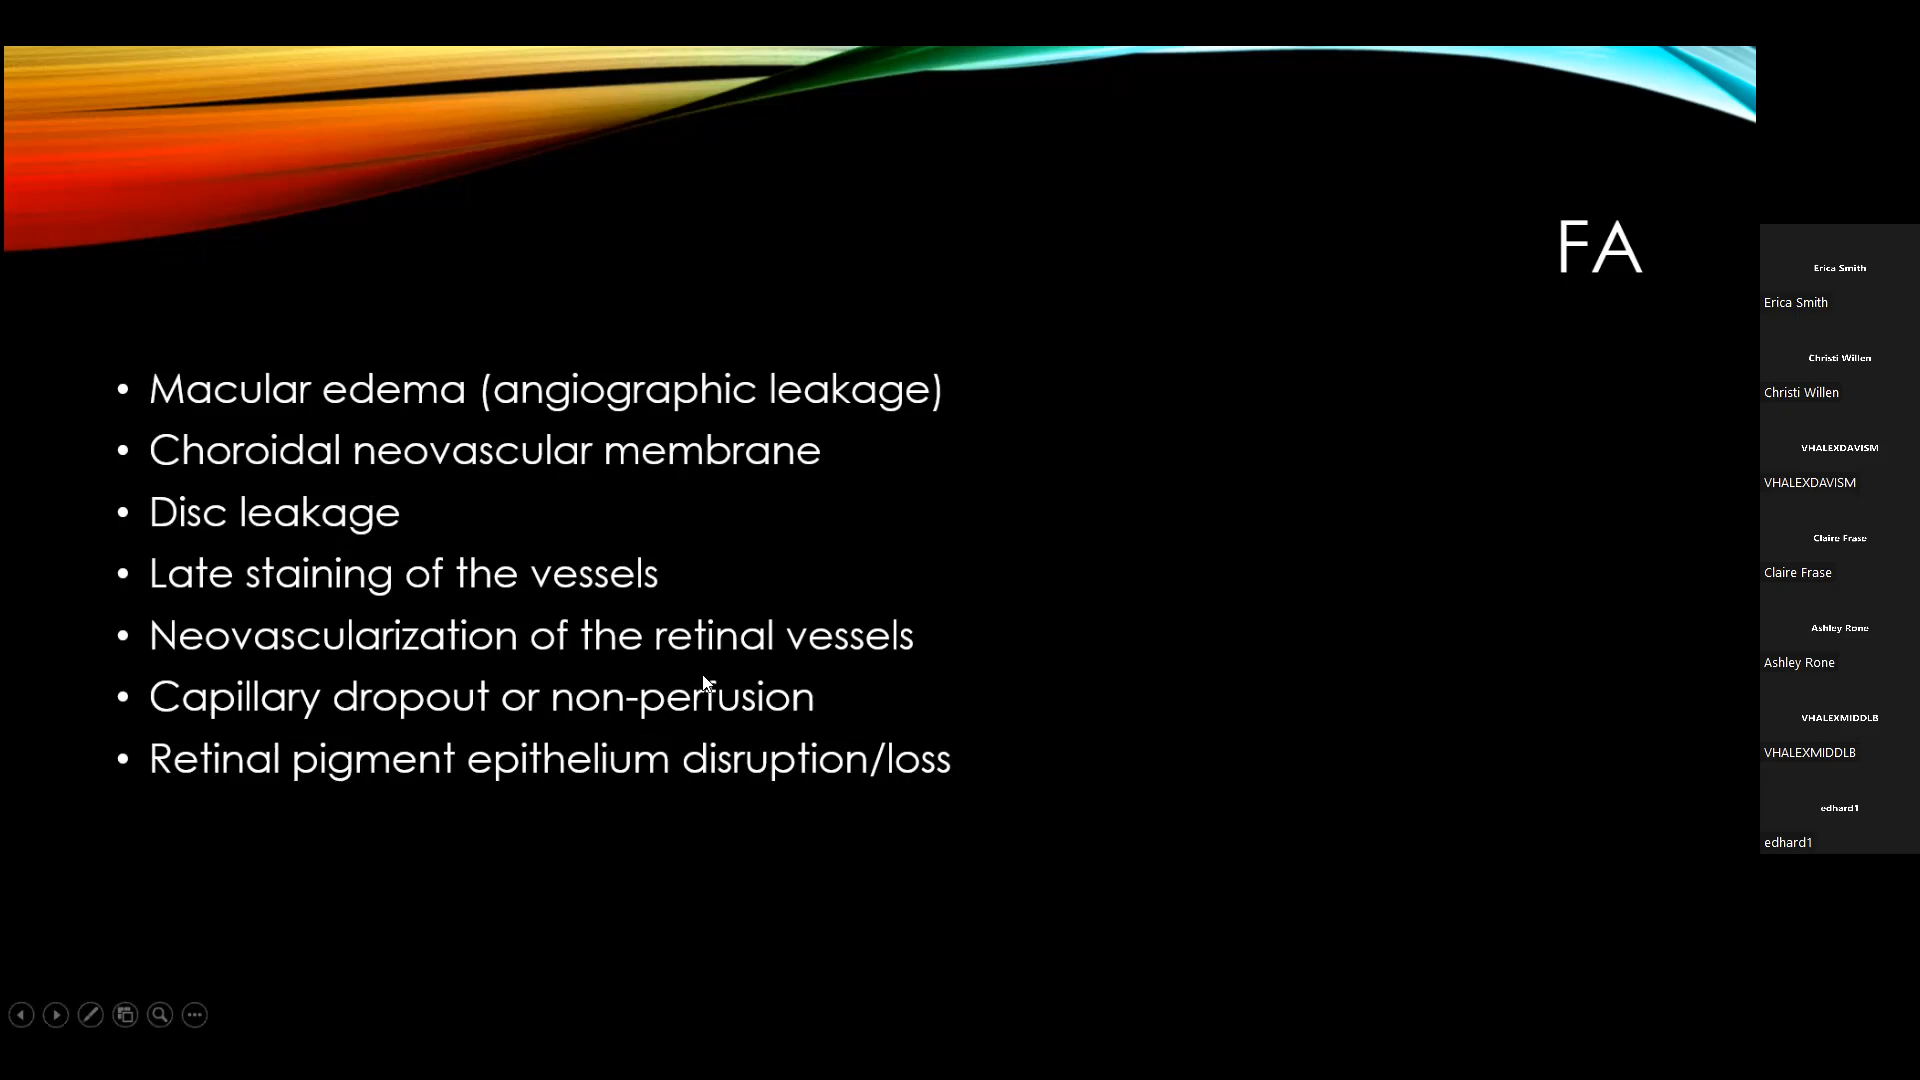 FA
• Macular edema (angiographic leakage)
• Choroidal neovascular membrane
• Disc leakage
• Late staining of the vessels
• Neovascularization of the retinal vessels
• Capillary dropout or non-perfusion
• Retinal pigment epithelium disruption/loss
Erica Smith
Erica Smith
Christi Willen
Christi Willen
VHALEXDAVISM
VHALEXDAVISM
Claire Frase
Claire Frase
Ashley Rone
Ashley Rone
VHALEXMIDDLB
VHALEXMIDDLB
edhard1
edhard1